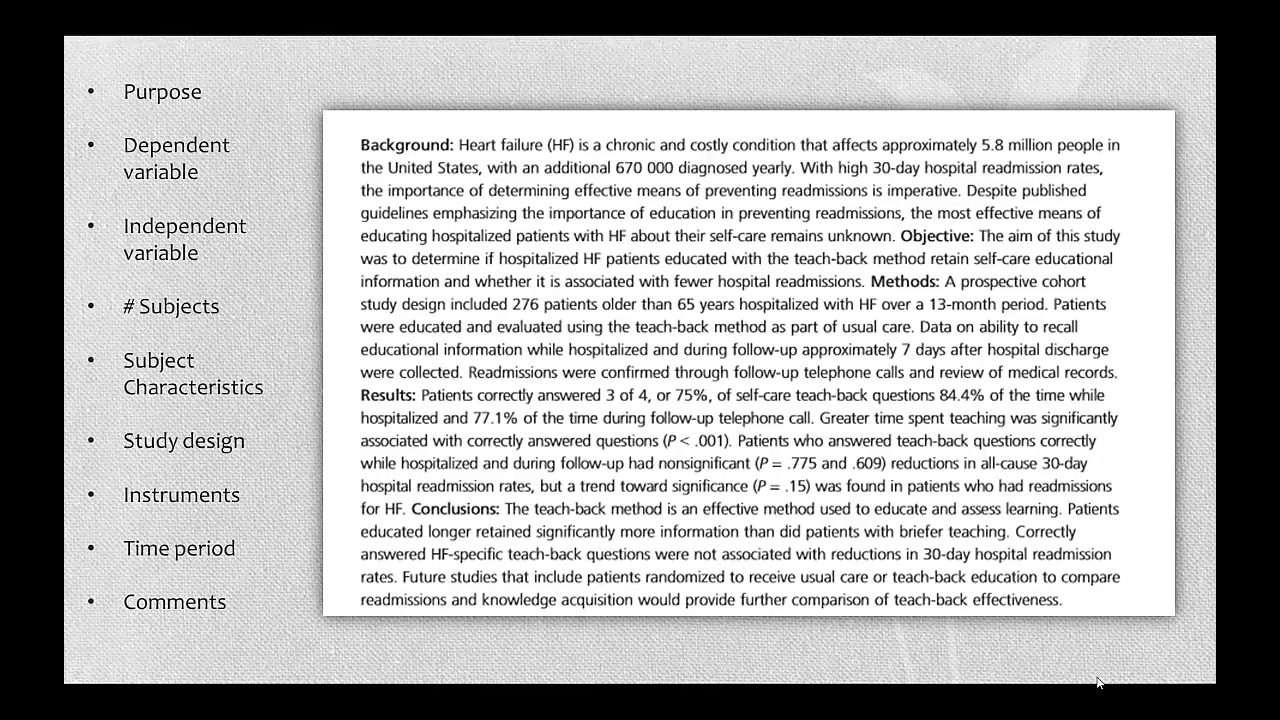 • Purpose
• Dependent
variable
• Independent
variable
• # Subjects
• Subject
Characteristics
• Study design
• Instruments
• Time period
• Comments
Background: Heart failure (HF) is a chronic and costly condition that affects approximately 5.8 million people in
the United States, with an additional 670 000 diagnosed yearly. With high 30-day hospital readmission rates,
the importance of determining effective means of preventing readmissions is imperative. Despite published
guidelines emphasizing the importance of education in preventing readmissions, the most effective means of
educating hospitalized patients with HF about their self-care remains unknown. Objective: The aim of this study
was to determine if hospitalized HF patients educated with the teach-back method retain self-care educational
information and whether it is associated with fewer hospital readmissions. Methods: A prospective cohort
study design included 276 patients older than 65 years hospitalized with HF over a 13-month period. Patients
were educated and evaluated using the teach-back method as part of usual care. Data on ability to recall
educational information while hospitalized and during follow-up approximately 7 days after hospital discharge
were collected. Readmissions were confirmed through follow-up telephone calls and review of medical records.
Results: Patients correctly answered 3 of 4, or 75%, of self-care teach-back questions 84.4% of the time while
hospitalized and 77.1% of the time during follow-up telephone call. Greater time spent teaching was significantly
associated with correctly answered questions (P < .001). Patients who answered teach-back questions correctly
while hospitalized and during follow-up had nonsignificant (P = .775 and .609) reductions in all-cause 30-day
hospital readmission rates, but a trend toward significance (P = .15) was found in patients who had readmissions
for HF. Conclusions: The teach-back method is an effective method used to educate and assess learning. Patients
educated longer retained significantly more information than did patients with briefer teaching. Correctly
answered HF-specific teach-back questions were not associated with reductions in 30-day hospital readmission
rates. Future studies that include patients randomized to receive usual care or teach-back education to compare
readmissions and knowledge acquisition would provide further comparison of teach-back effectiveness.